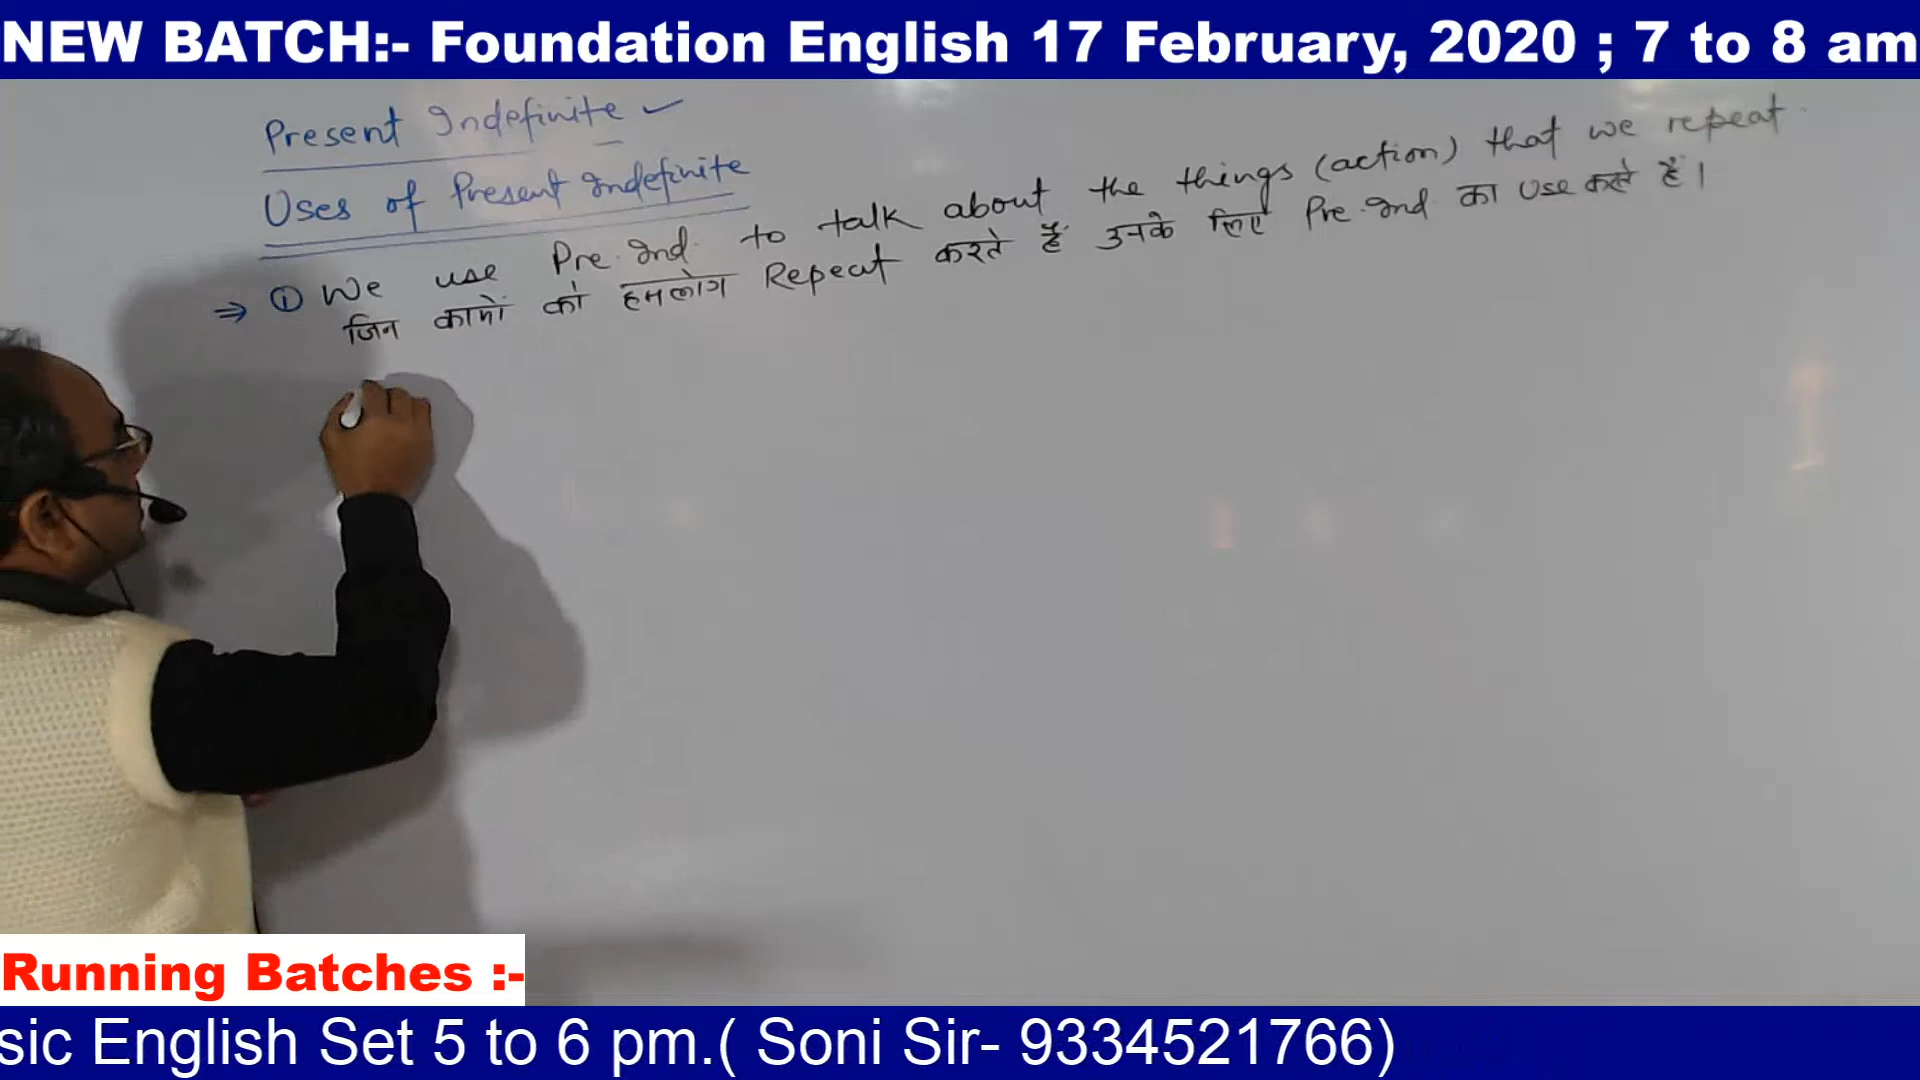 NEW BATCH:- Foundation English 17 February, 2020 ; 7 to 8 am
Present Indefinite ✓
Uses of Present Indefinite
⇒ ① We use Pre. Ind. to talk about the things (action) that we repeat.
जिन कामों को हमलोग Repeat करते हैं उनके लिए Pre. Ind. का Use करते हैं।
Running Batches :-
sic English Set 5 to 6 pm.( Soni Sir- 9334521766)